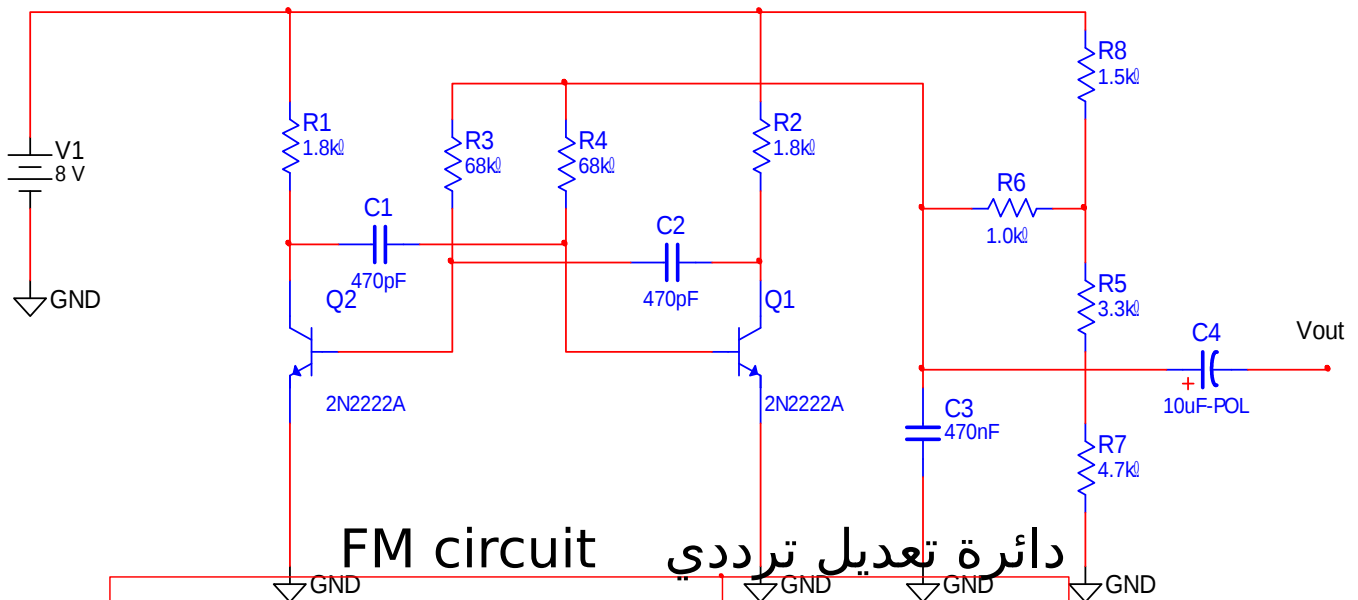 R8
1.5kΩ
R1
1.8kΩ
R3
68kΩ
R4
68kΩ
R2
1.8kΩ
V1
8 V
R6
1.0kΩ
C1
470pF
C2
470pF
GND
Q2
Q1
R5
3.3kΩ
Vout
C4
10uF-POL
2N2222A
2N2222A
C3
470nF
R7
4.7kΩ
FM circuit دائرة تعديل ترددي
GND
GND
GND
GND